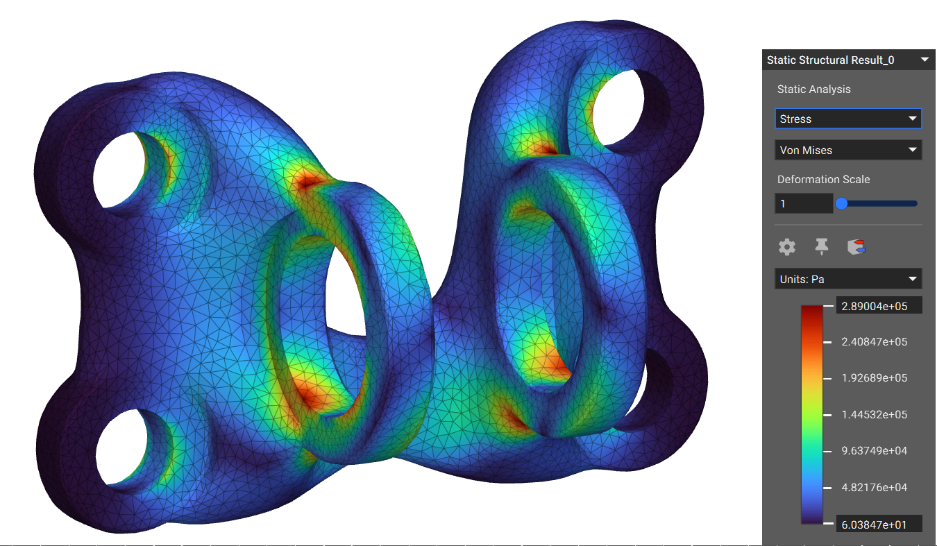 Static Structural Result_0
Static Analysis
Stress
Von Mises
Deformation Scale
1
Units: Pa
2.89004e+05
2.40847e+05
1.92689e+05
1.44532e+05
9.63749e+04
4.82176e+04
6.03847e+01